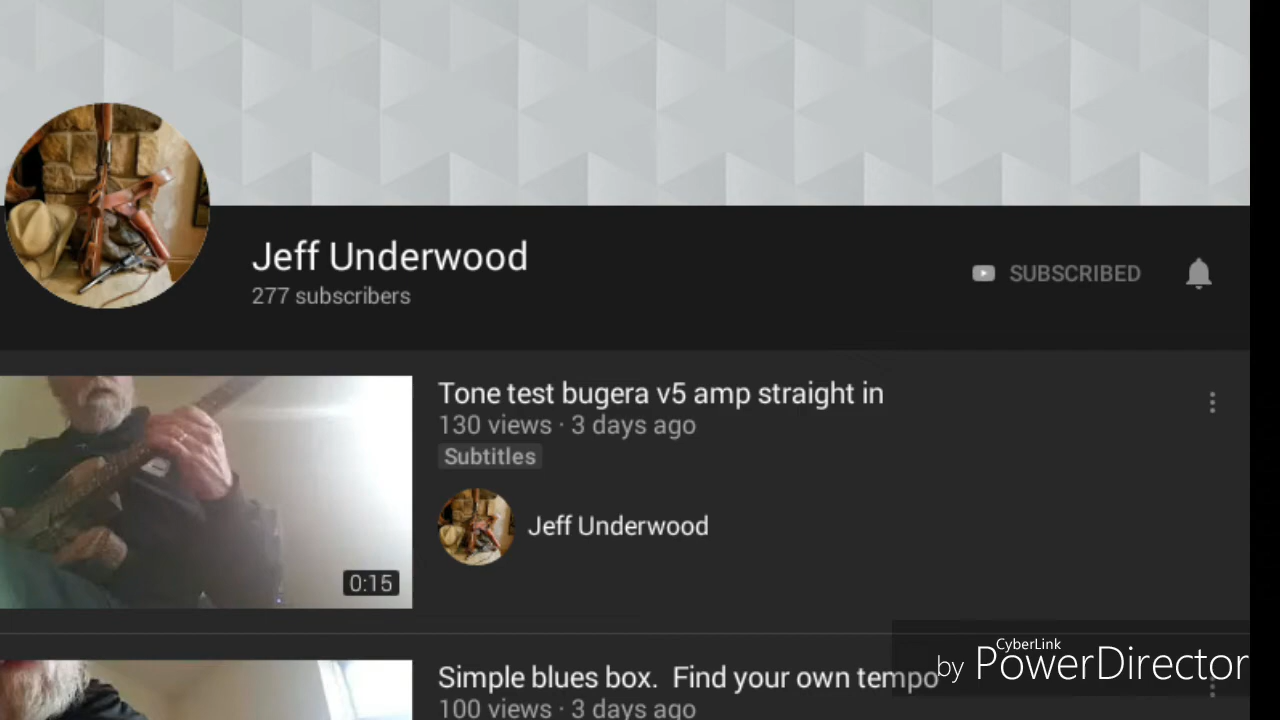 Jeff Underwood
277 subscribers
SUBSCRIBED
Tone test bugera v5 amp straight in
130 views · 3 days ago
Subtitles
Jeff Underwood
0:15
Simple blues box.  Find your own tempo
100 views · 3 days ago
CyberLink
by PowerDirector